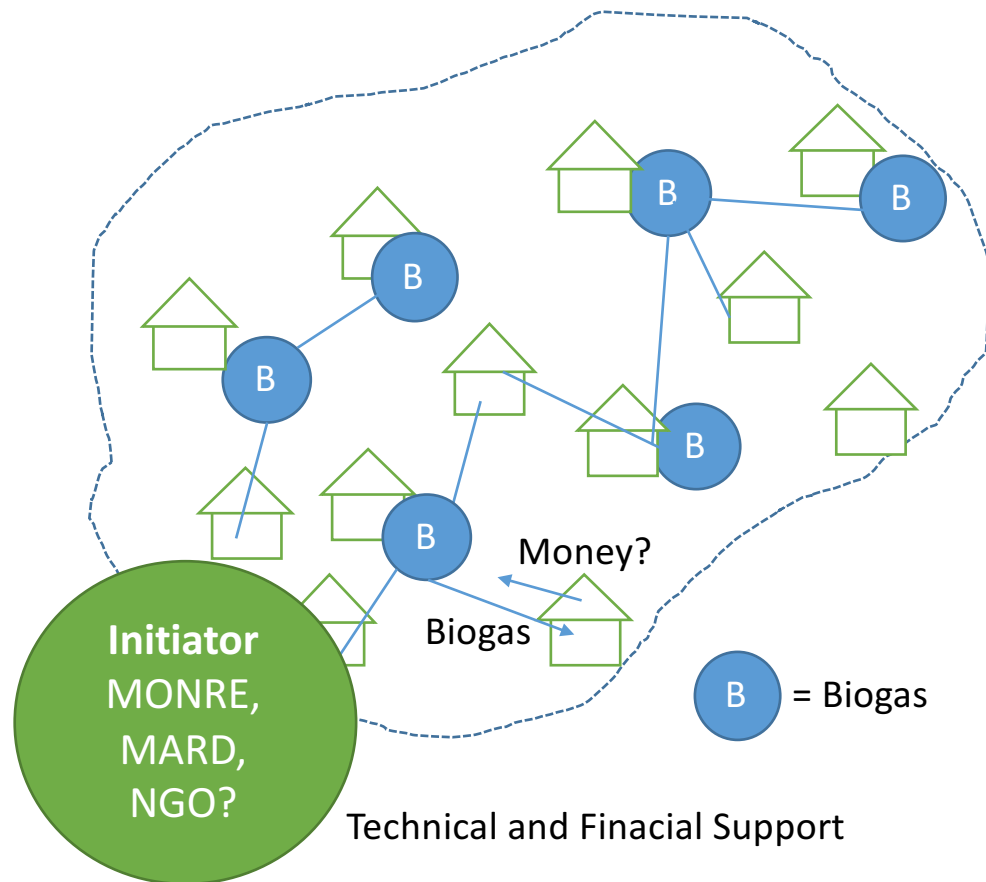 B
B
B
B
B
B
Money?
Biogas
Initiator
MONRE,
MARD,
NGO?
B = Biogas
Technical and Finacial Support